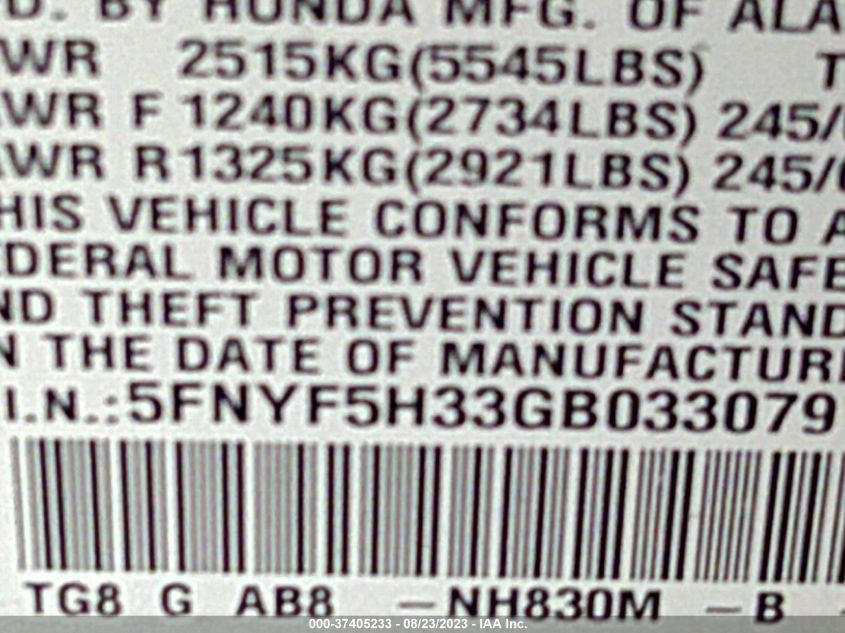 D. BY HONDA MFG. OF ALA
WR 2515KG(5545LBS) T
WR F 1240KG(2734LBS) 245/
WR R1325KG(2921LBS) 245/
HIS VEHICLE CONFORMS TO A
DERAL MOTOR VEHICLE SAFE
ND THEFT PREVENTION STAND
N THE DATE OF MANUFACTURE
I.N.:5FNYF5H33GB033079
TG8 G AB8 -NH830M -B -
000-37405233 - 08/23/2023 - IAA Inc.